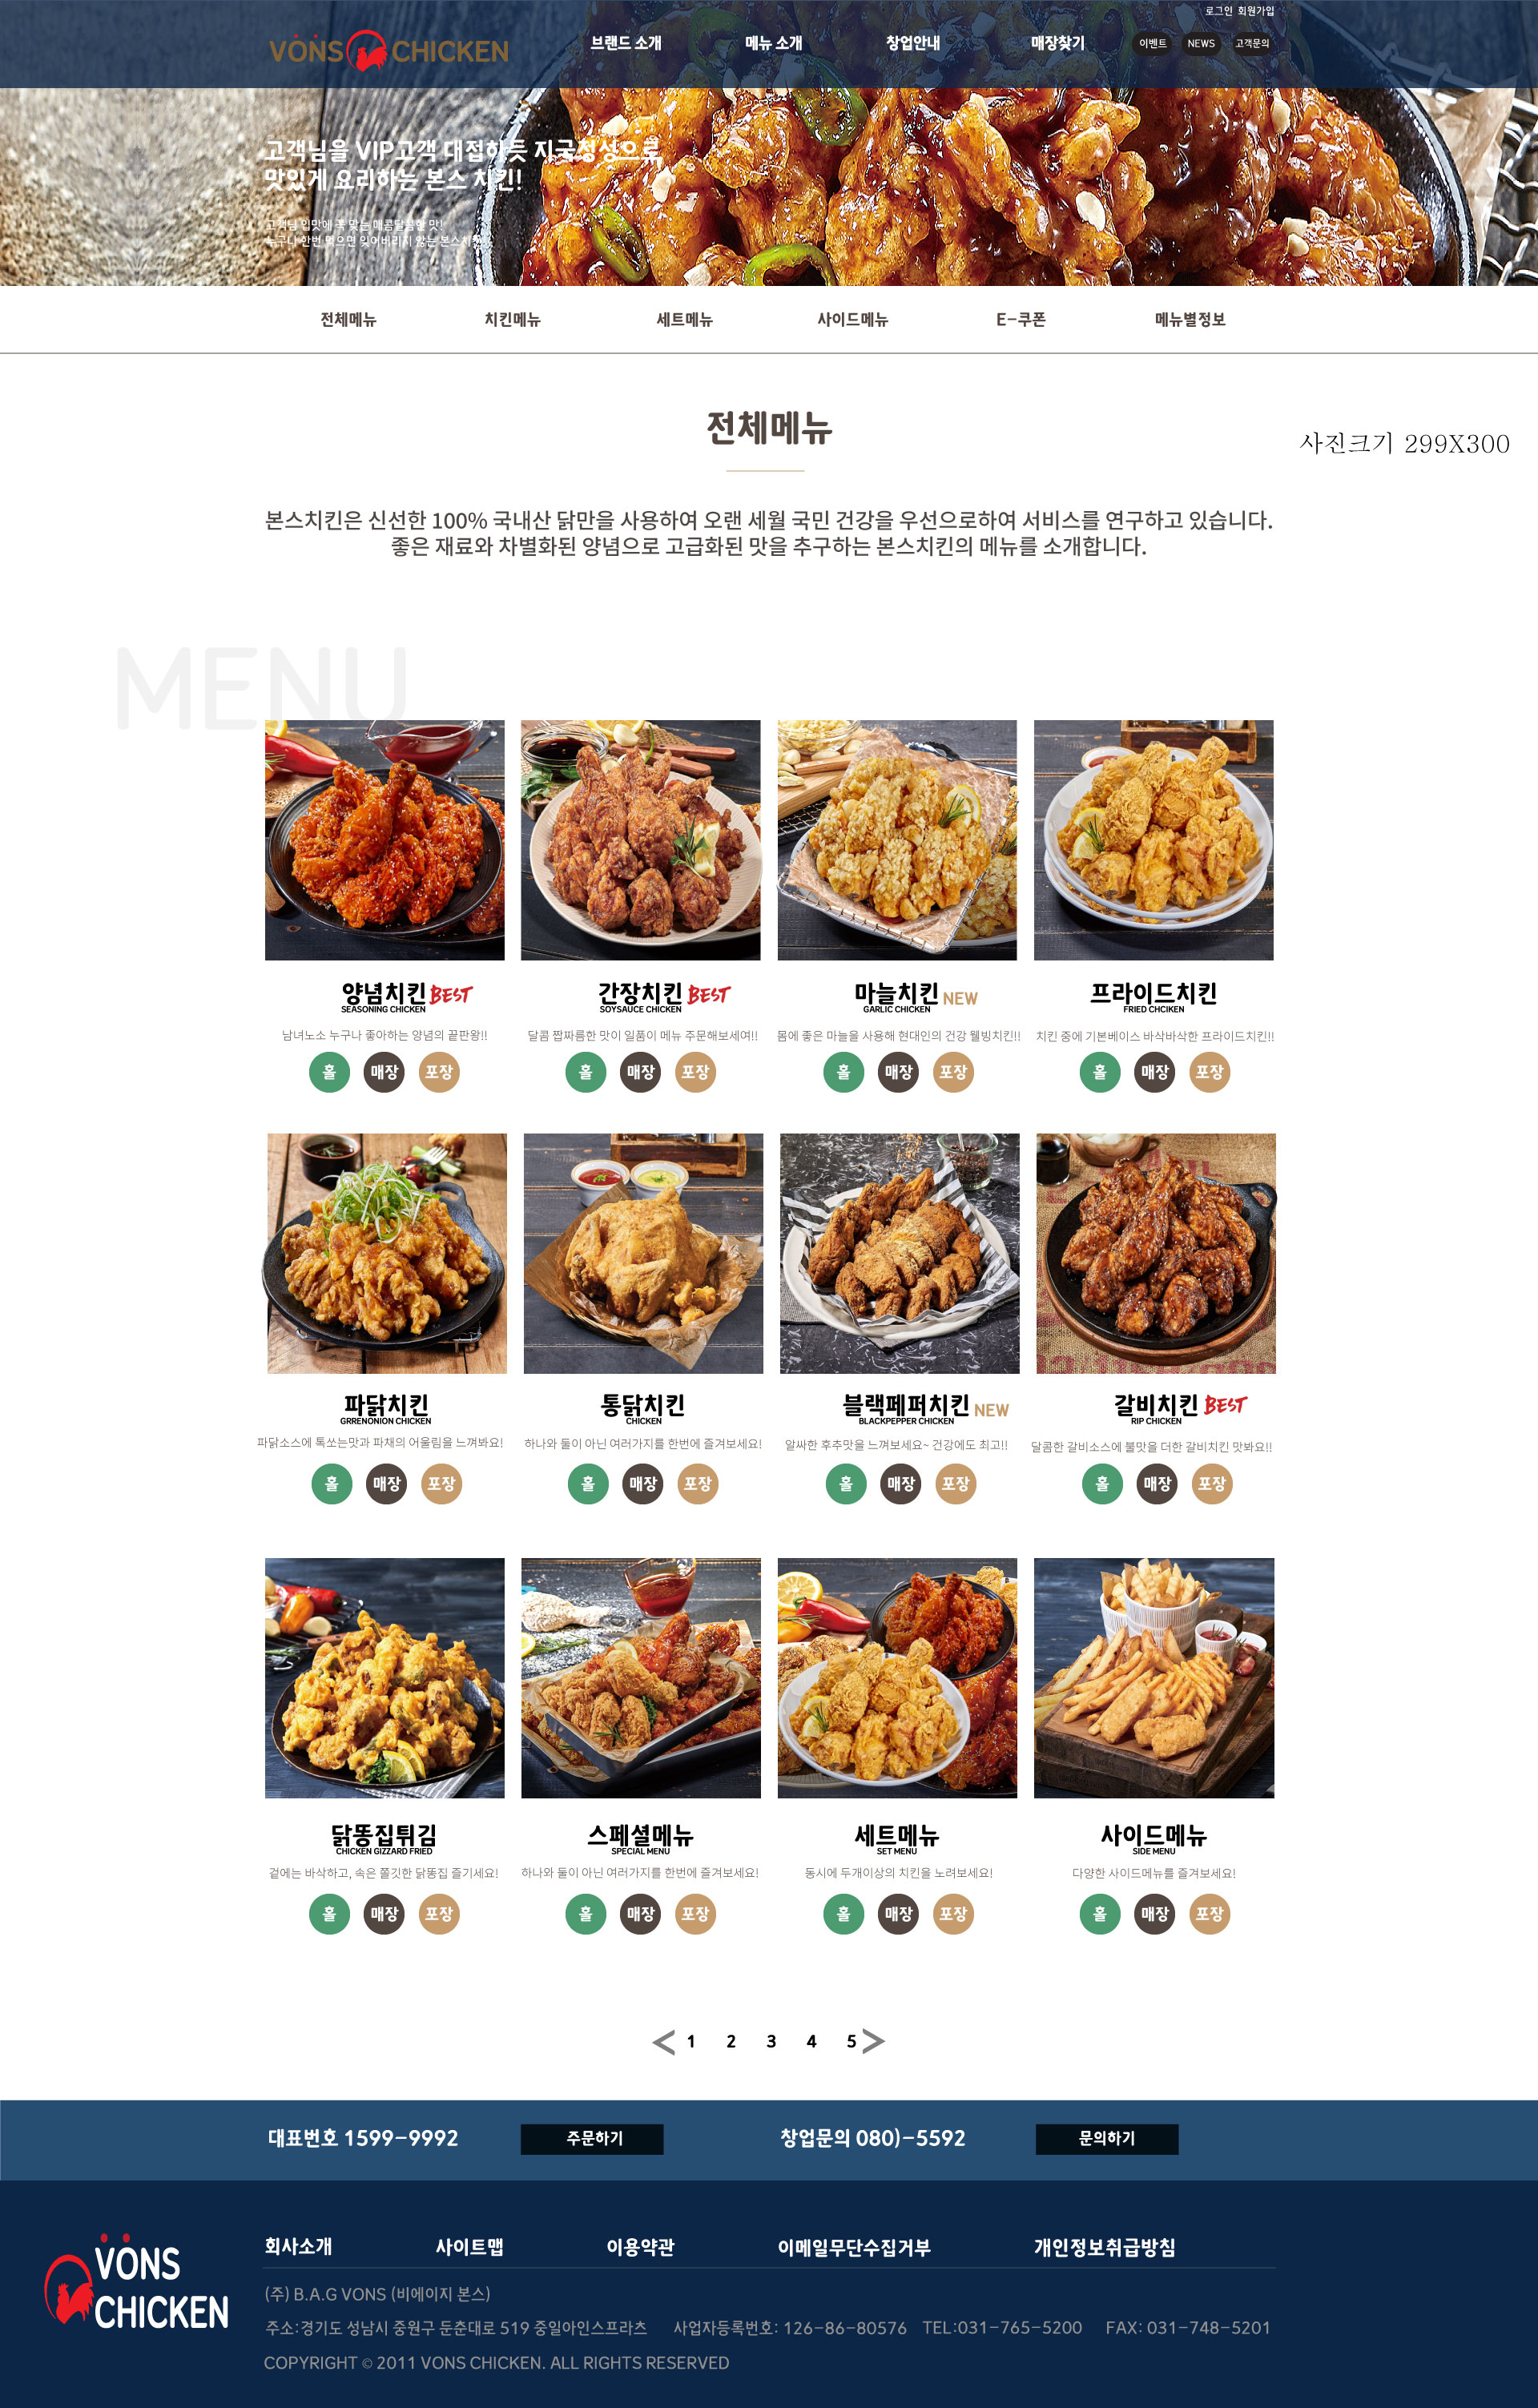 로그인 회원가입
VÖNS CHICKEN
브랜드 소개 메뉴 소개 창업안내 매장찾기 이벤트 NEWS 고객문의
고객님을 VIP고객 대접하듯 지국정성으로
맛있게 요리하는 본스 치킨!
고객님 입맛에 꼭 맞는 매콤달콤한 맛!
누구나 한번 먹으면 잊어버리지 않는 본스치킨
전체메뉴 치킨메뉴 세트메뉴 사이드메뉴 E-쿠폰 메뉴별정보
전체메뉴
사진크기 299X300
본스치킨은 신선한 100% 국내산 닭만을 사용하여 오랜 세월 국민 건강을 우선으로하여 서비스를 연구하고 있습니다.
좋은 재료와 차별화된 양념으로 고급화된 맛을 추구하는 본스치킨의 메뉴를 소개합니다.
MENU
양념치킨 BEST
SEASONING CHICKEN
남녀노소 누구나 좋아하는 양념의 끝판왕!!
홀 매장 포장
간장치킨 BEST
SOYSAUCE CHICKEN
달콤 짭짜름한 맛이 일품이 메뉴 주문해보세여!!
홀 매장 포장
마늘치킨 NEW
GARLIC CHICKEN
몸에 좋은 마늘을 사용해 현대인의 건강 웰빙치킨!!
홀 매장 포장
프라이드치킨
FRIED CHCIKEN
치킨 중에 기본베이스 바삭바삭한 프라이드치킨!!
홀 매장 포장
파닭치킨
GRRENONION CHICKEN
파닭소스에 톡쏘는맛과 파채의 어울림을 느껴봐요!
홀 매장 포장
통닭치킨
CHICKEN
하나와 둘이 아닌 여러가지를 한번에 즐겨보세요!
홀 매장 포장
블랙페퍼치킨 NEW
BLACKPEPPER CHICKEN
알싸한 후추맛을 느껴보세요~ 건강에도 최고!!
홀 매장 포장
갈비치킨 BEST
RIP CHICKEN
달콤한 갈비소스에 불맛을 더한 갈비치킨 맛봐요!!
홀 매장 포장
닭똥집튀김
CHICKEN GIZZARD FRIED
겉에는 바삭하고, 속은 쫄깃한 닭똥집 즐기세요!
홀 매장 포장
스페셜메뉴
SPECIAL MENU
하나와 둘이 아닌 여러가지를 한번에 즐겨보세요!
홀 매장 포장
세트메뉴
SET MENU
동시에 두개이상의 치킨을 노려보세요!
홀 매장 포장
사이드메뉴
SIDE MENU
다양한 사이드메뉴를 즐겨보세요!
홀 매장 포장
< 1 2 3 4 5 >
대표번호 1599-9992 주문하기 창업문의 080)-5592 문의하기
VÖNS
CHICKEN
회사소개 사이트맵 이용약관 이메일무단수집거부 개인정보취급방침
(주) B.A.G VONS (비에이지 본스)
주소:경기도 성남시 중원구 둔춘대로 519 중일아인스프라츠 사업자등록번호: 126-86-80576 TEL:031-765-5200 FAX: 031-748-5201
COPYRIGHT © 2011 VONS CHICKEN. ALL RIGHTS RESERVED